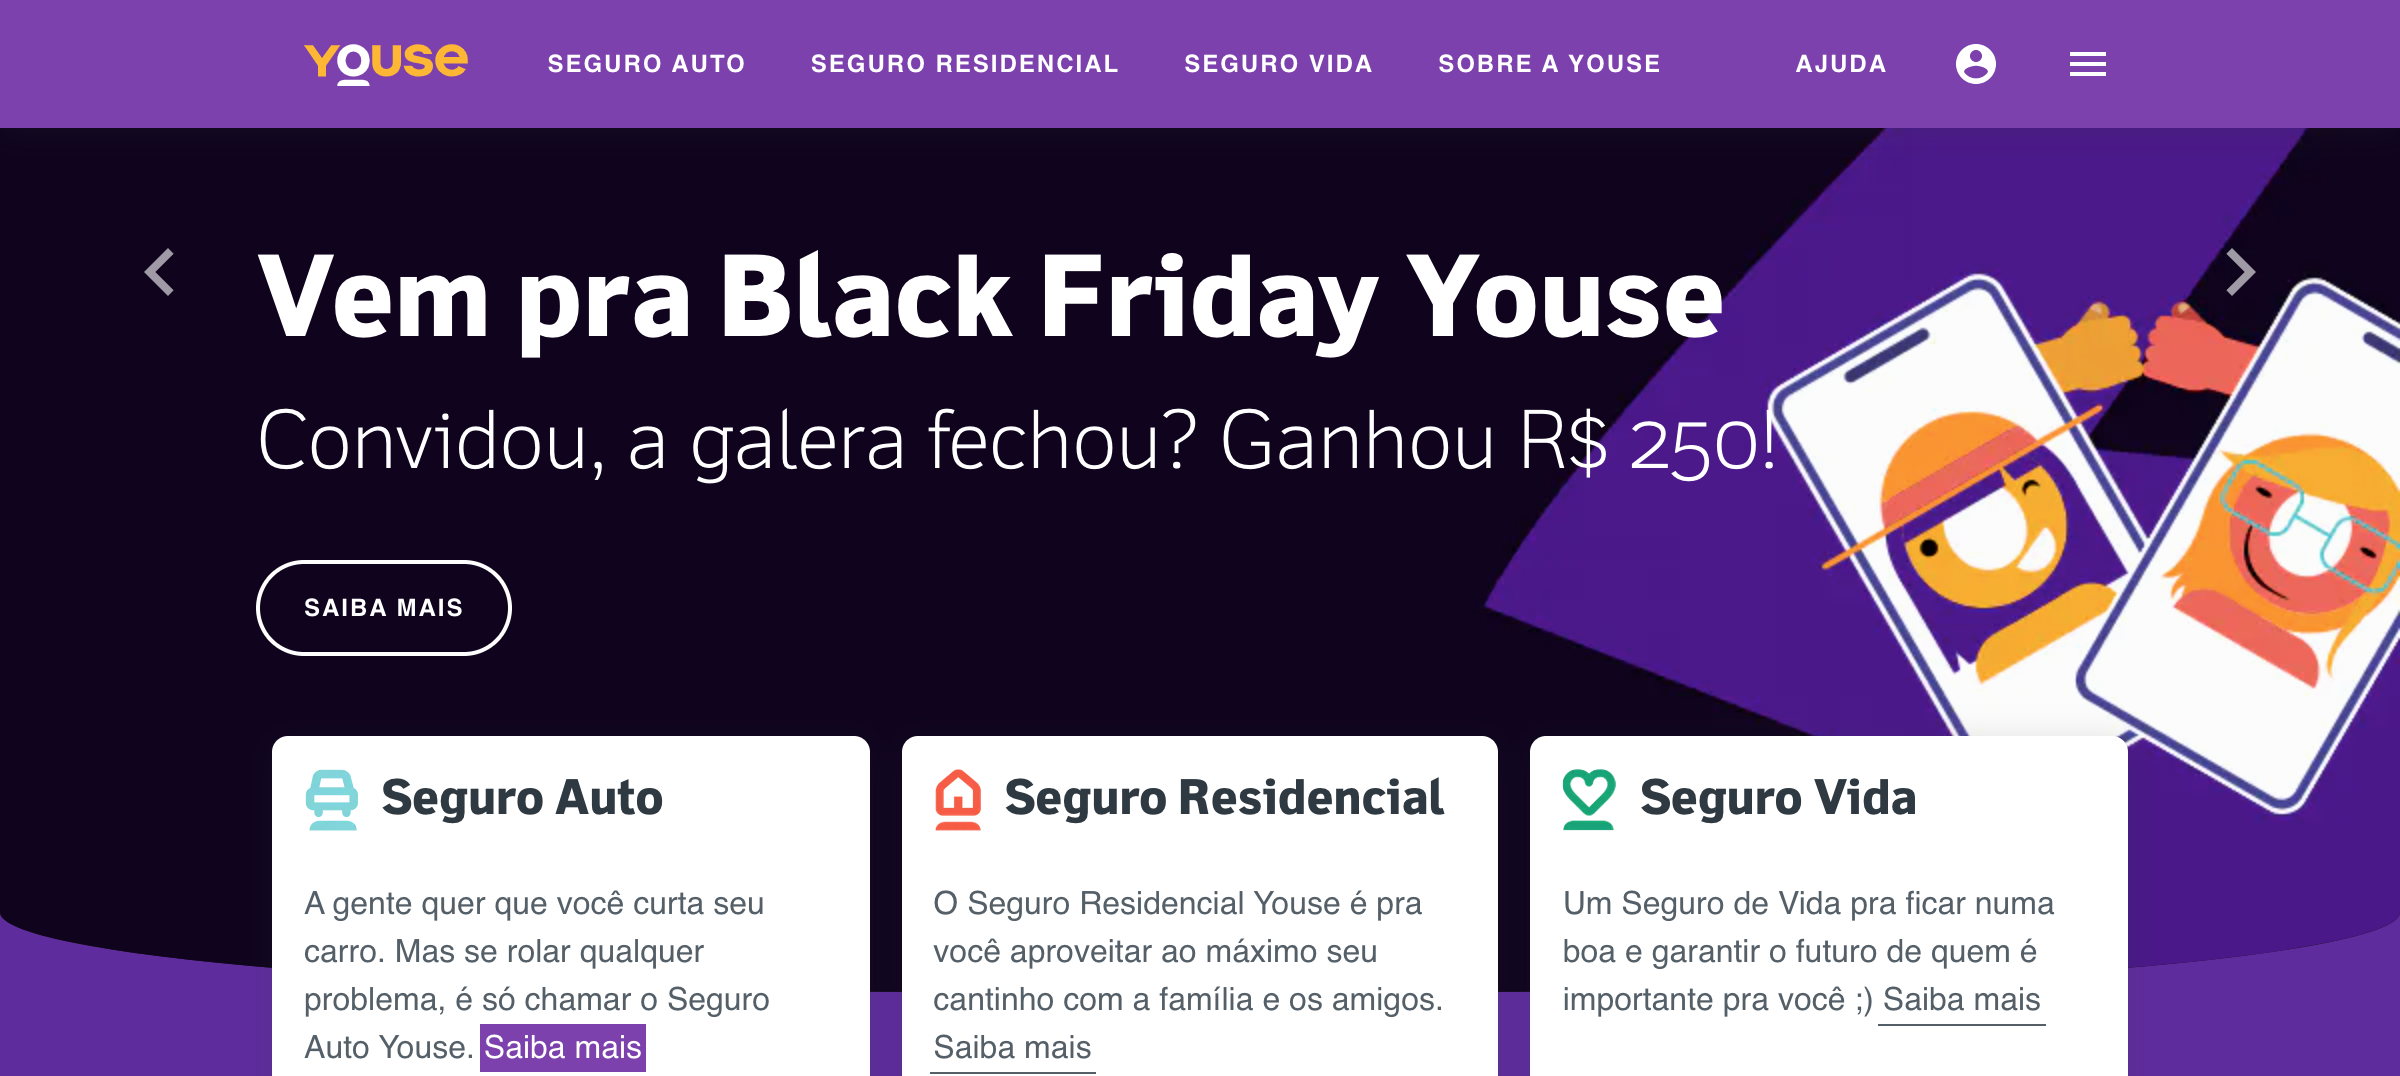 YOUSE SEGURO AUTO SEGURO RESIDENCIAL SEGURO VIDA SOBRE A YOUSE AJUDA
Vem pra Black Friday Youse
Convidou, a galera fechou? Ganhou R$ 250!
SAIBA MAIS
Seguro Auto
A gente quer que você curta seu
carro. Mas se rolar qualquer
problema, é só chamar o Seguro
Auto Youse. Saiba mais
Seguro Residencial
O Seguro Residencial Youse é pra
você aproveitar ao máximo seu
cantinho com a família e os amigos.
Saiba mais
Seguro Vida
Um Seguro de Vida pra ficar numa
boa e garantir o futuro de quem é
importante pra você ;) Saiba mais